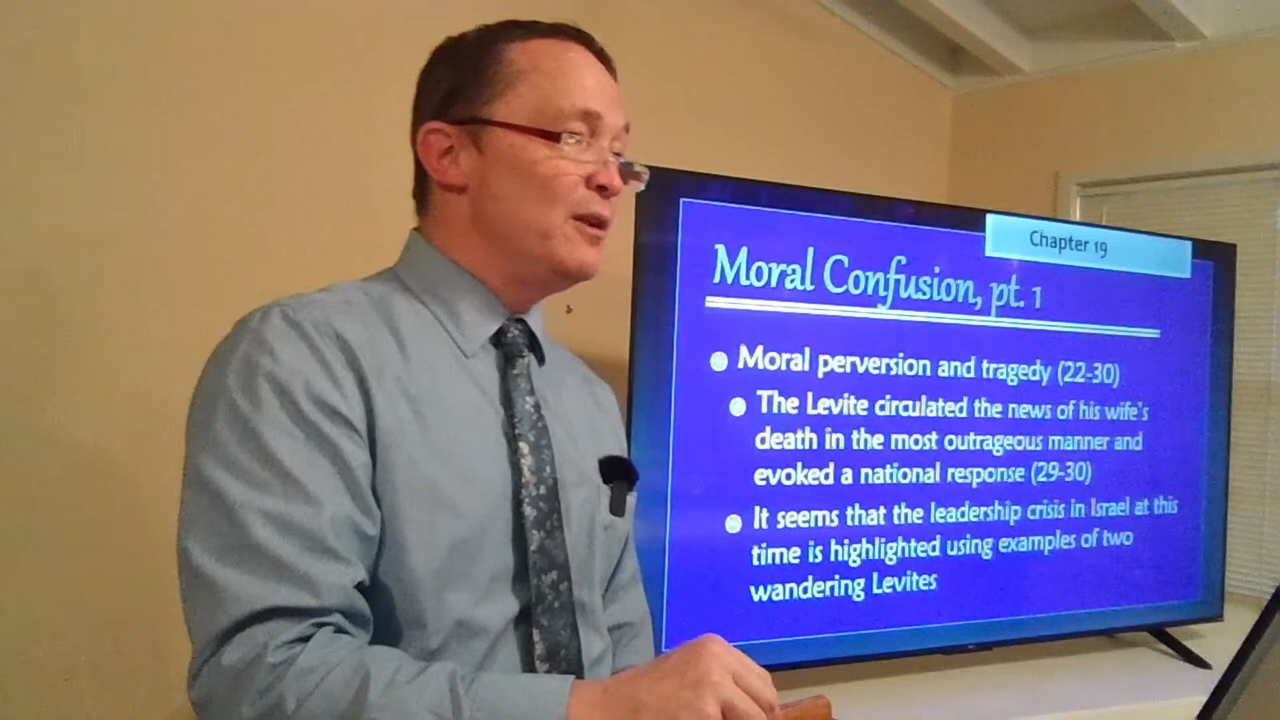 Chapter 19
Moral Confusion, pt. 1
Moral perversion and tragedy (22-30)
The Levite circulated the news of his wife's
death in the most outrageous manner and
evoked a national response (29-30)
It seems that the leadership crisis in Israel at this
time is highlighted using examples of two
wandering Levites